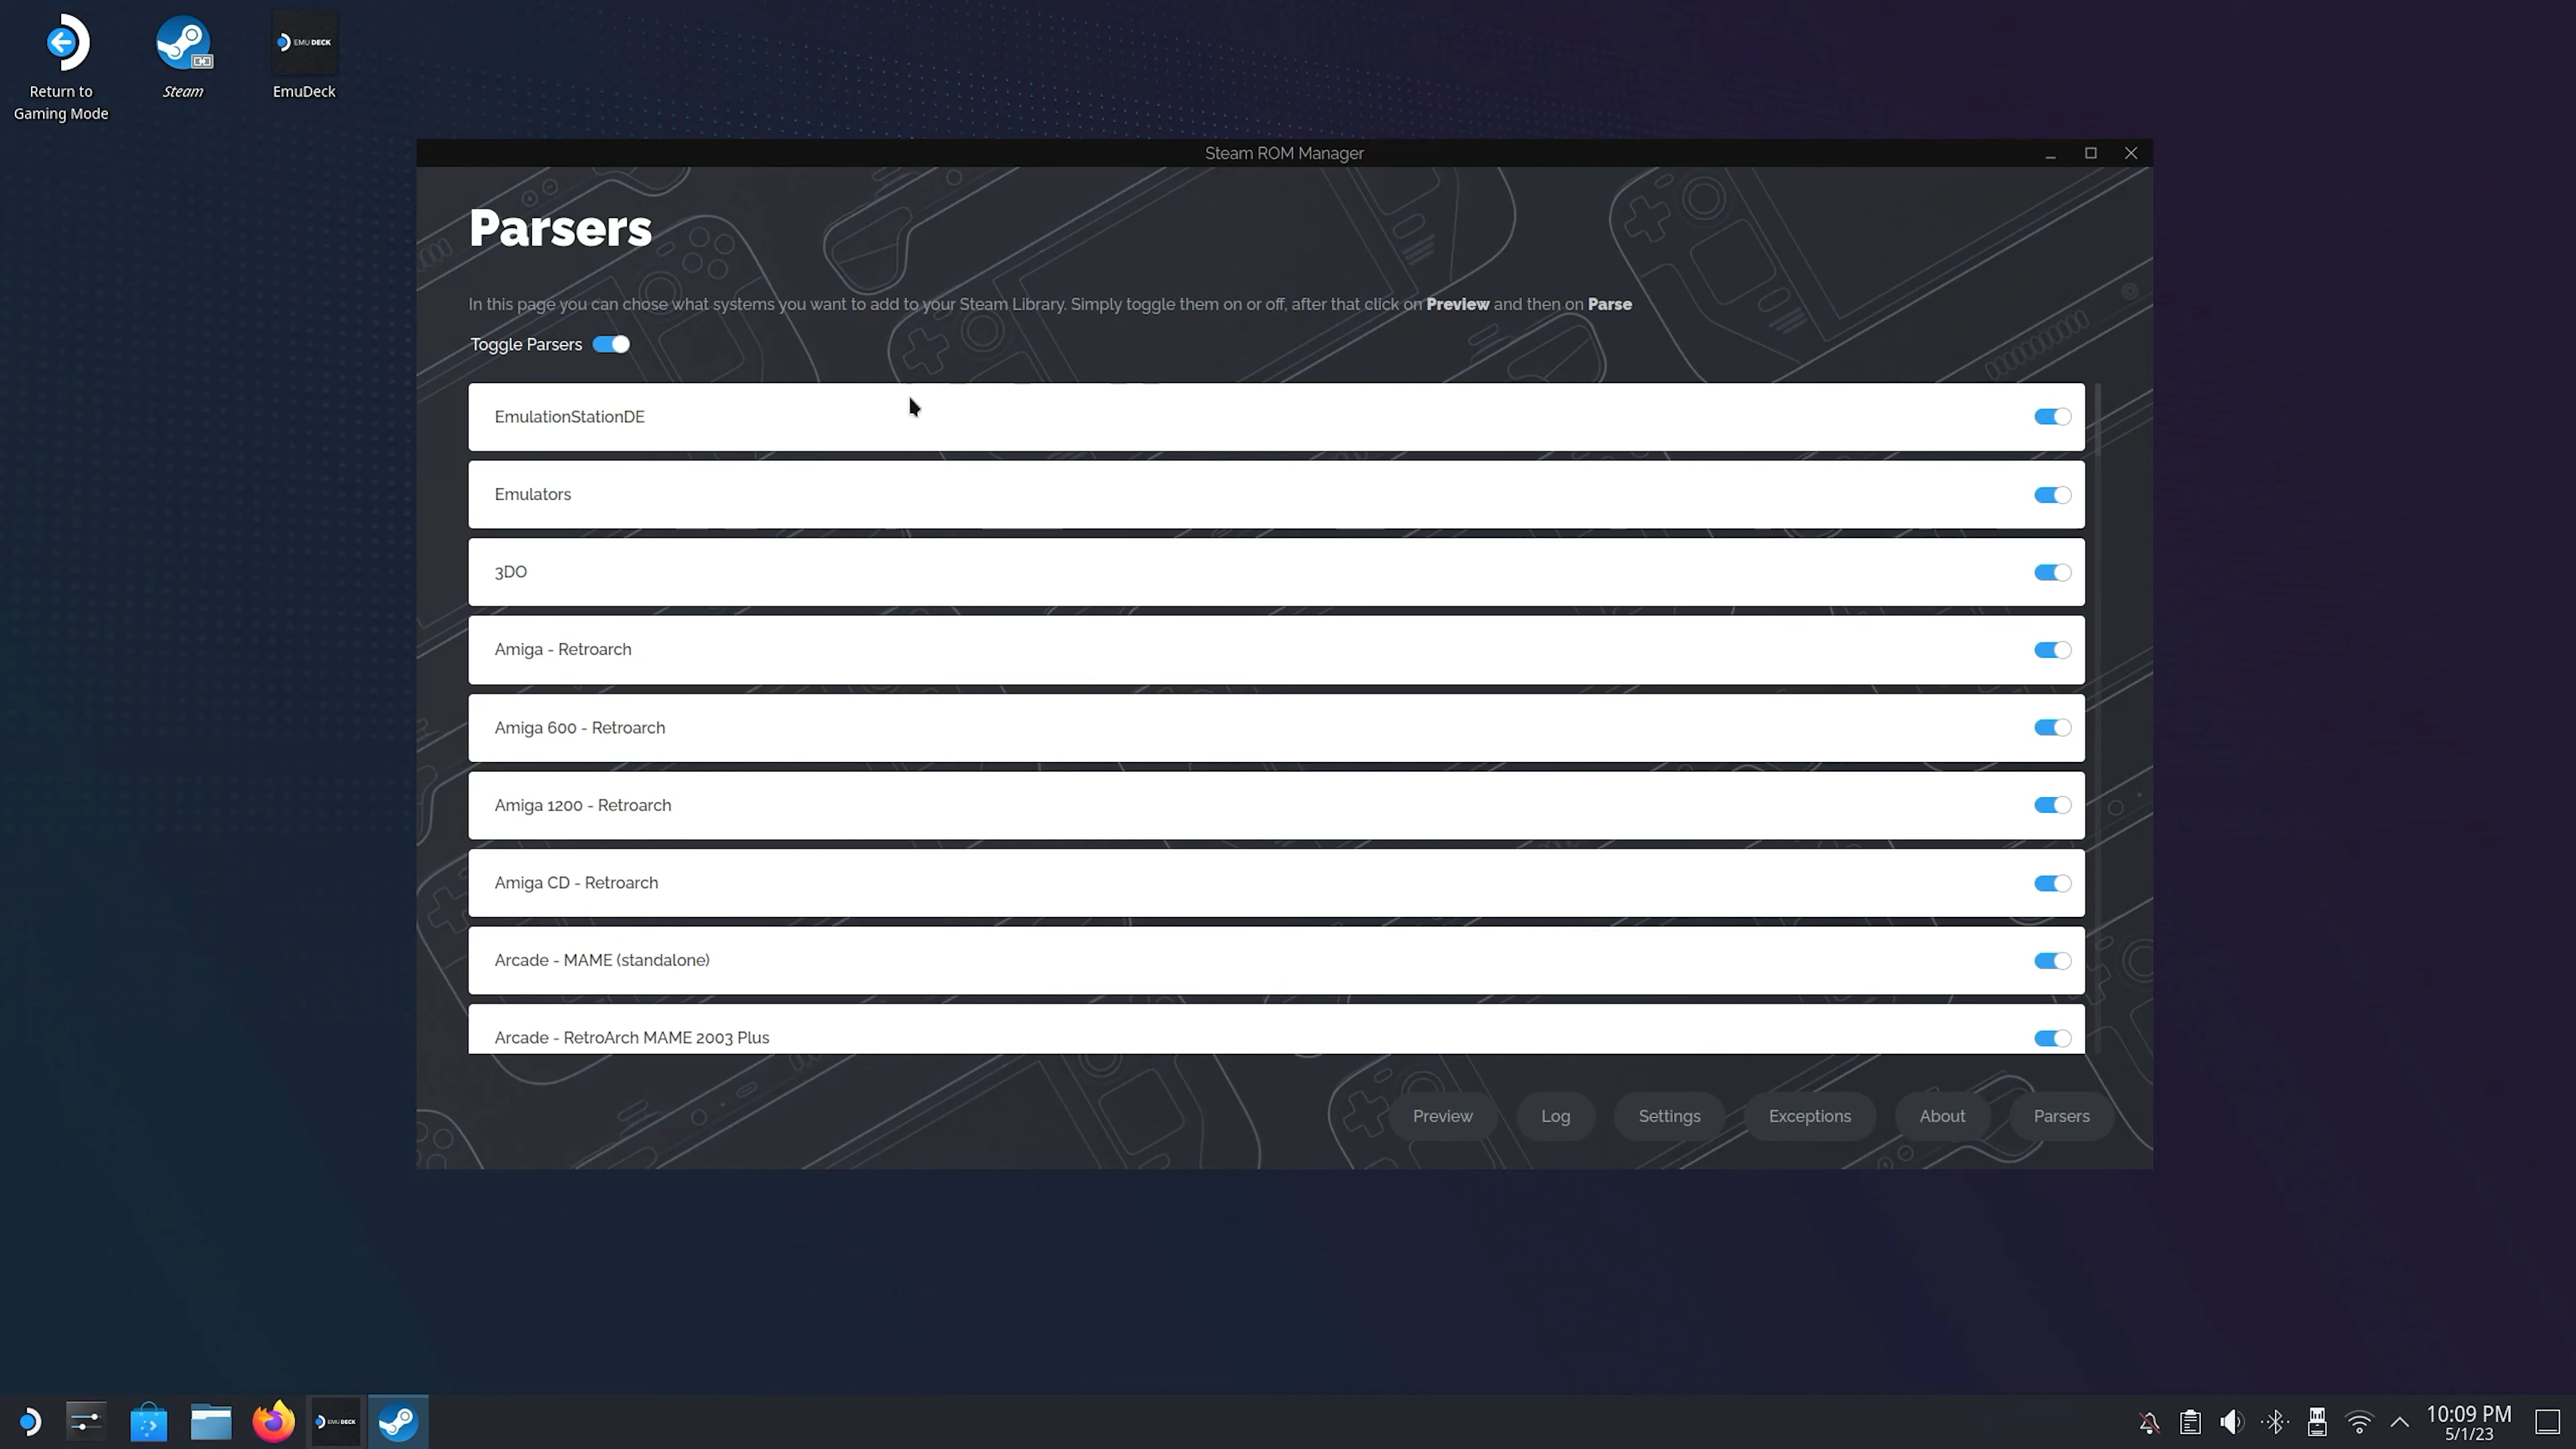 Return to
Gaming Mode
Steam
EMUDECK
EmuDeck
Steam ROM Manager
Parsers
In this page you can chose what systems you want to add to your Steam Library. Simply toggle them on or off, after that click on Preview and then on Parse
Toggle Parsers
EmulationStationDE
Emulators
3DO
Amiga - Retroarch
Amiga 600 - Retroarch
Amiga 1200 - Retroarch
Amiga CD - Retroarch
Arcade - MAME (standalone)
Arcade - RetroArch MAME 2003 Plus
Preview
Log
Settings
Exceptions
About
Parsers
EMUDECK
10:09 PM
5/1/23